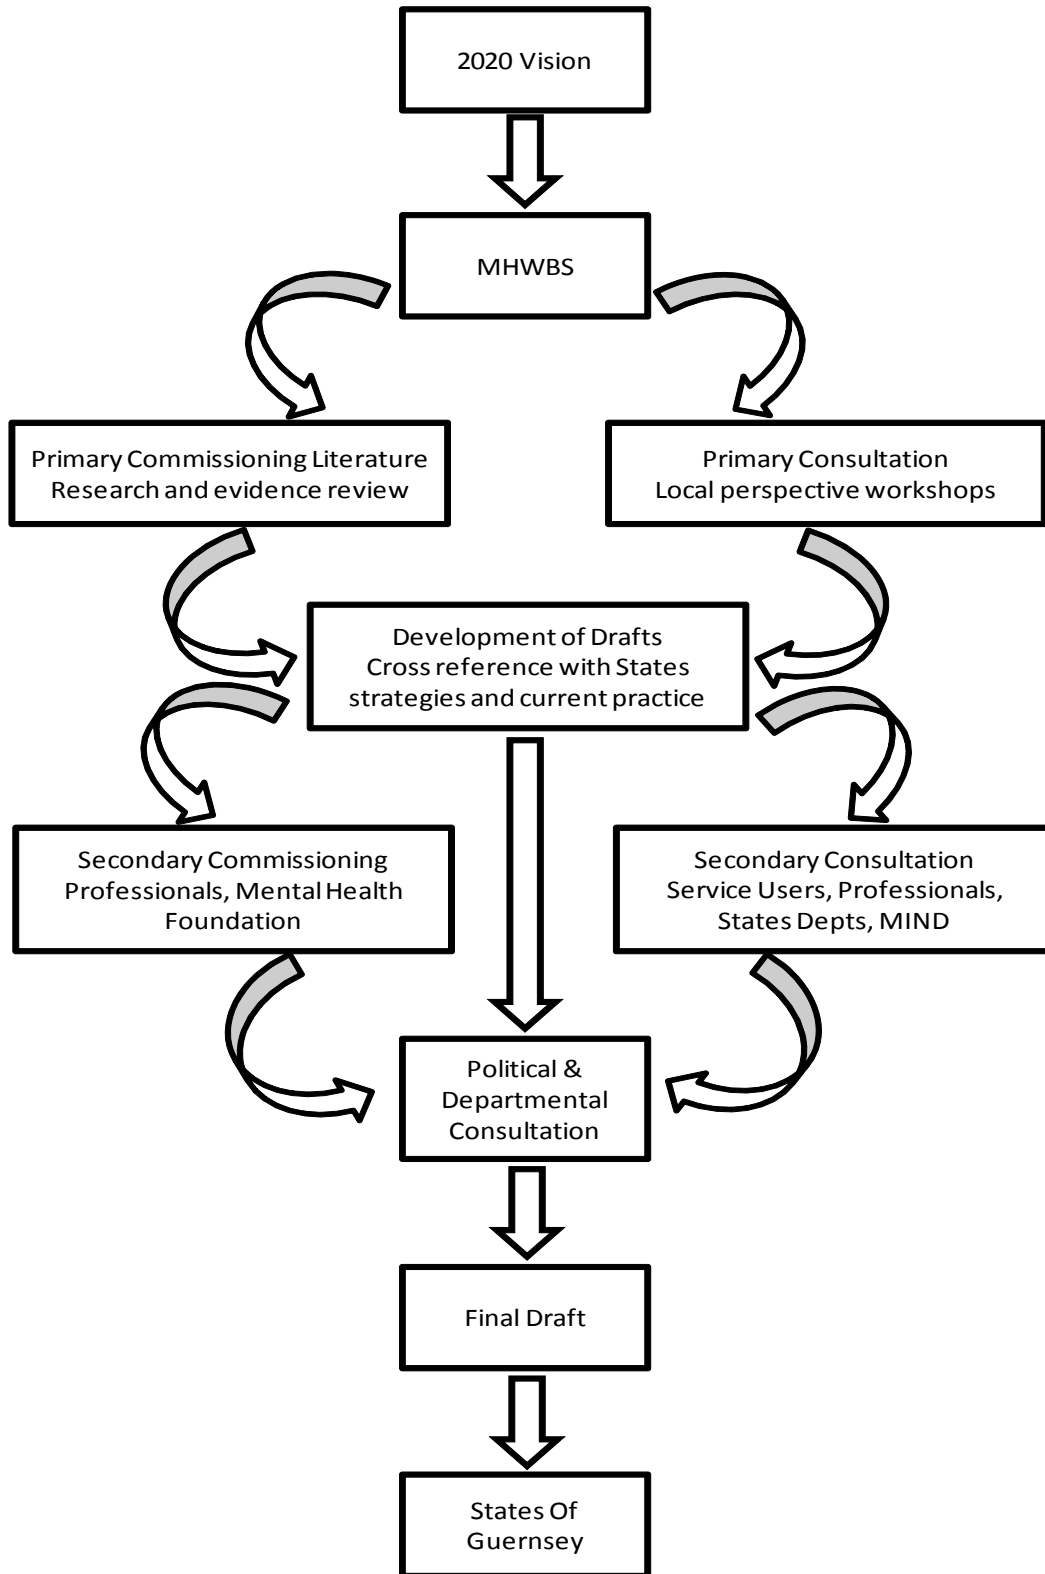 2020 Vision
MHWBS
Primary Commissioning Literature
Research and evidence review
Primary Consultation
Local perspective workshops
Development of Drafts
Cross reference with States
strategies and current practice
Secondary Commissioning
Professionals, Mental Health
Foundation
Secondary Consultation
Service Users, Professionals,
States Depts, MIND
Political &
Departmental
Consultation
Final Draft
States Of
Guernsey